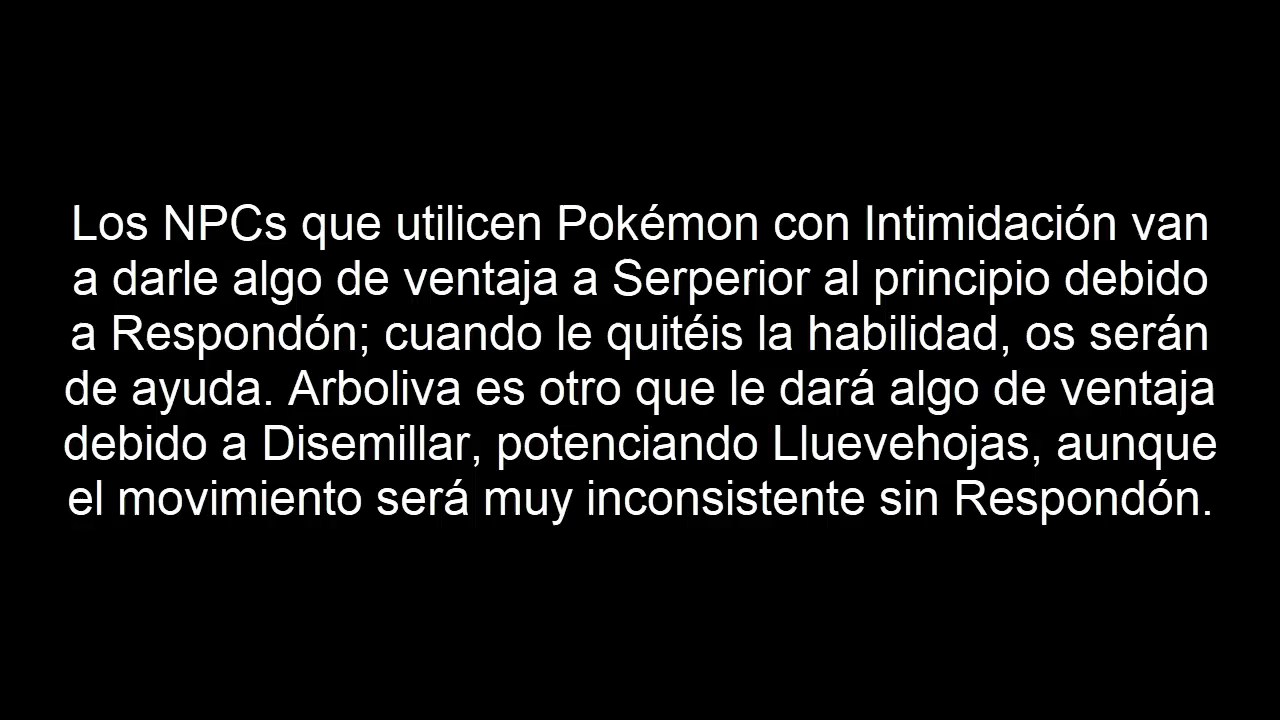 Los NPCs que utilicen Pokémon con Intimidación van
a darle algo de ventaja a Serperior al principio debido
a Respondón; cuando le quitéis la habilidad, os serán
de ayuda. Arboliva es otro que le dará algo de ventaja
debido a Disemillar, potenciando Lluevehojas, aunque
el movimiento será muy inconsistente sin Respondón.